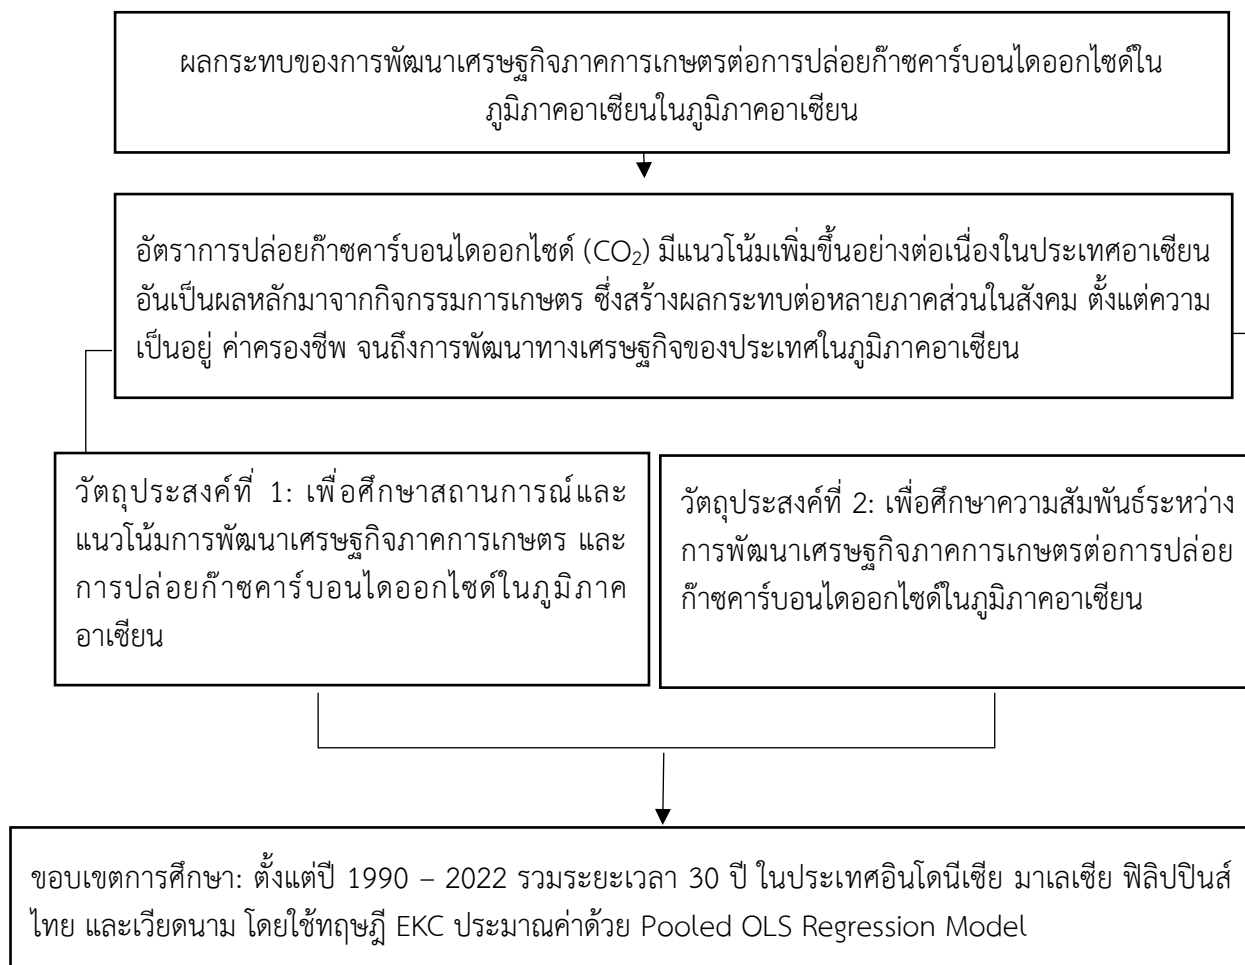 ผลกระทบของการพัฒนาเศรษฐกิจภาคการเกษตรต่อการปล่อยก๊าซคาร์บอนไดออกไซด์ใน
ภูมิภาคอาเซียนในภูมิภาคอาเซียน
อัตราการปล่อยก๊าซคาร์บอนไดออกไซด์ (CO₂) มีแนวโน้มเพิ่มขึ้นอย่างต่อเนื่องในประเทศอาเซียน
อันเป็นผลหลักมาจากกิจกรรมการเกษตร ซึ่งสร้างผลกระทบต่อหลายภาคส่วนในสังคม ตั้งแต่ความ
เป็นอยู่ ค่าครองชีพ จนถึงการพัฒนาทางเศรษฐกิจของประเทศในภูมิภาคอาเซียน
วัตถุประสงค์ที่ 1: เพื่อศึกษาสถานการณ์และ
แนวโน้มการพัฒนาเศรษฐกิจภาคการเกษตร และ
การปล่อยก๊าซคาร์บอนไดออกไซด์ในภูมิภาค
อาเซียน
วัตถุประสงค์ที่ 2: เพื่อศึกษาความสัมพันธ์ระหว่าง
การพัฒนาเศรษฐกิจภาคการเกษตรต่อการปล่อย
ก๊าซคาร์บอนไดออกไซด์ในภูมิภาคอาเซียน
ขอบเขตการศึกษา: ตั้งแต่ปี 1990 – 2022 รวมระยะเวลา 30 ปี ในประเทศอินโดนีเซีย มาเลเซีย ฟิลิปปินส์
ไทย และเวียดนาม โดยใช้ทฤษฎี EKC ประมาณค่าด้วย Pooled OLS Regression Model